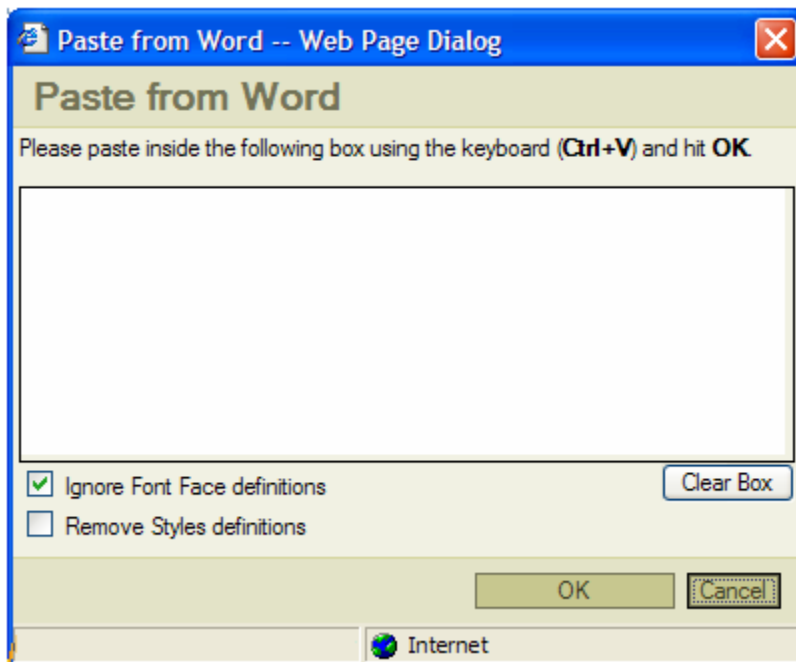 Paste from Word -- Web Page Dialog
Paste from Word
Please paste inside the following box using the keyboard (Ctrl+V) and hit OK.
Ignore Font Face definitions
Clear Box
Remove Styles definitions
OK Cancel
Internet